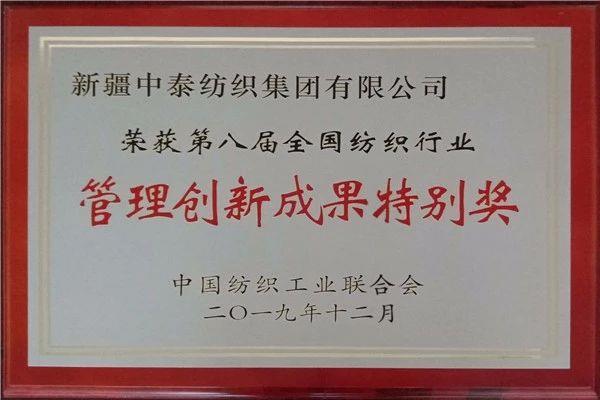 新疆中泰纺织集团有限公司
荣获第八届全国纺织行业
管理创新成果特别奖
中国纺织工业联合会
二〇一九年十二月